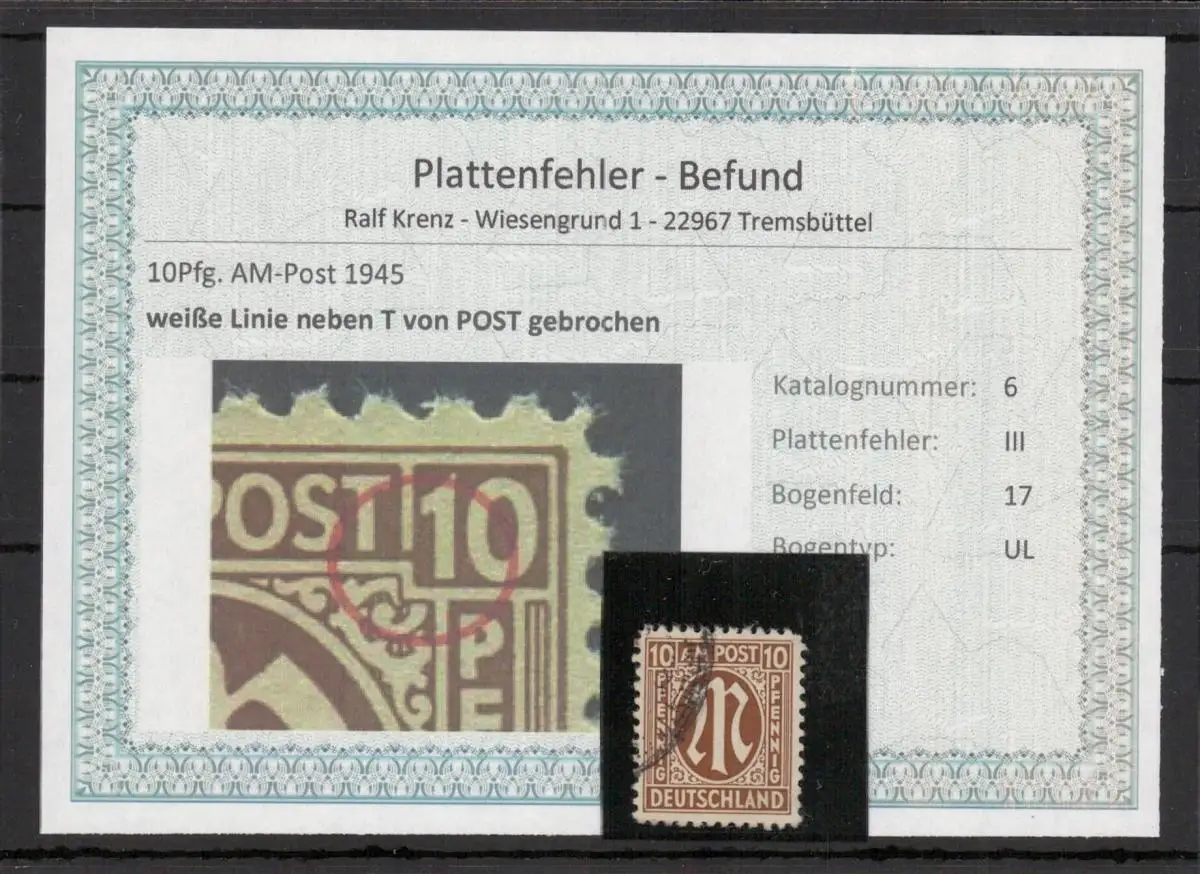 Plattenfehler - Befund
Ralf Krenz - Wiesengrund 1 - 22967 Tremsbüttel
10Pfg. AM-Post 1945
weiße Linie neben T von POST gebrochen
Katalognummer: 6
Plattenfehler: III
Bogenfeld: 17
Bogentyp: UL
POST 10
PE
10 AM POST 10
PFENNIG
PFENNIG
M
DEUTSCHLAND